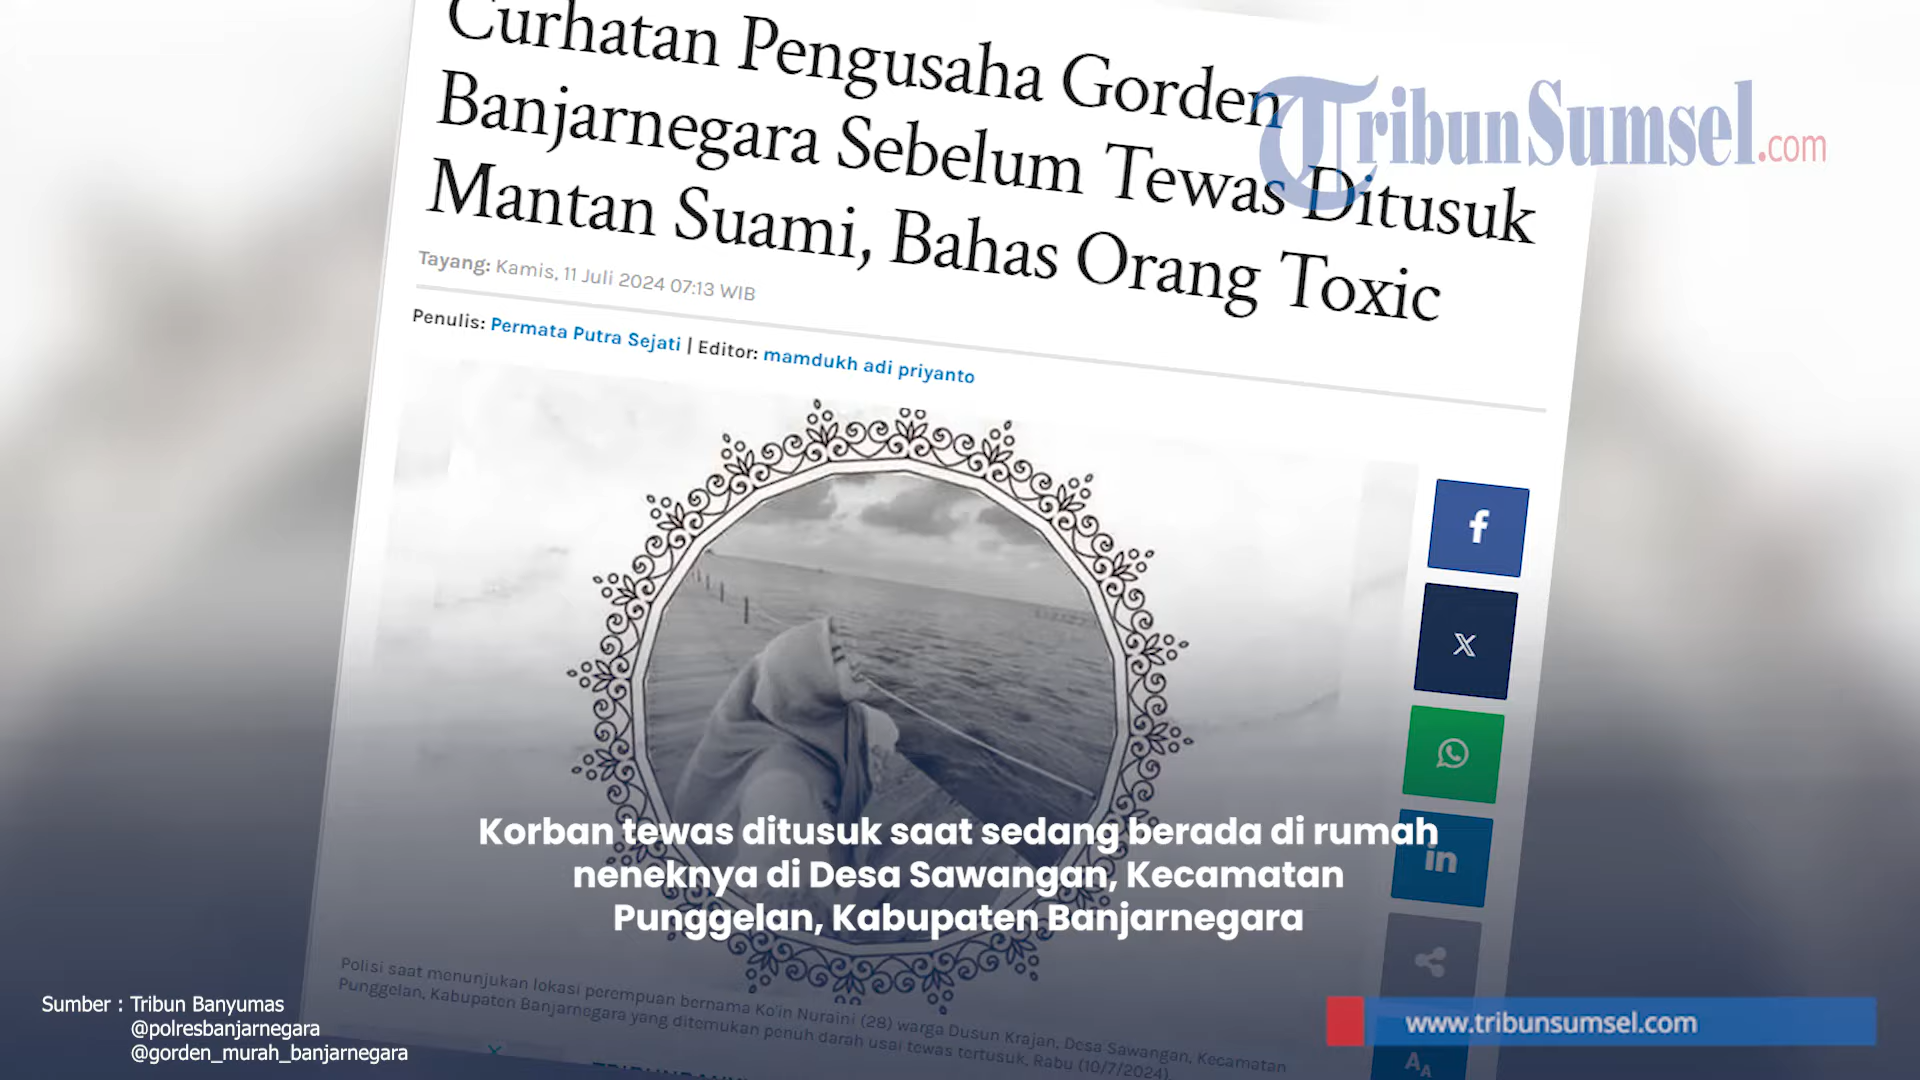 Curhatan Pengusaha Gorden
Banjarnegara Sebelum Tewas Ditusuk
Mantan Suami, Bahas Orang Toxic
TribunSumsel.com
Tayang: Kamis, 11 Juli 2024 07:13 WIB
Penulis: Permata Putra Sejati | Editor: mamdukh adi priyanto
Korban tewas ditusuk saat sedang berada di rumah
neneknya di Desa Sawangan, Kecamatan
Punggelan, Kabupaten Banjarnegara
Polisi saat menunjukan lokasi perempuan bernama Ko'in Nuraini (28) warga Dusun Krajan, Desa Sawangan, Kecamatan
Punggelan, Kabupaten Banjarnegara yang ditemukan penuh darah usai tewas tertusuk, Rabu (10/7/2024).
Sumber : Tribun Banyumas
@polresbanjarnegara
@gorden_murah_banjarnegara
www.tribunsumsel.com